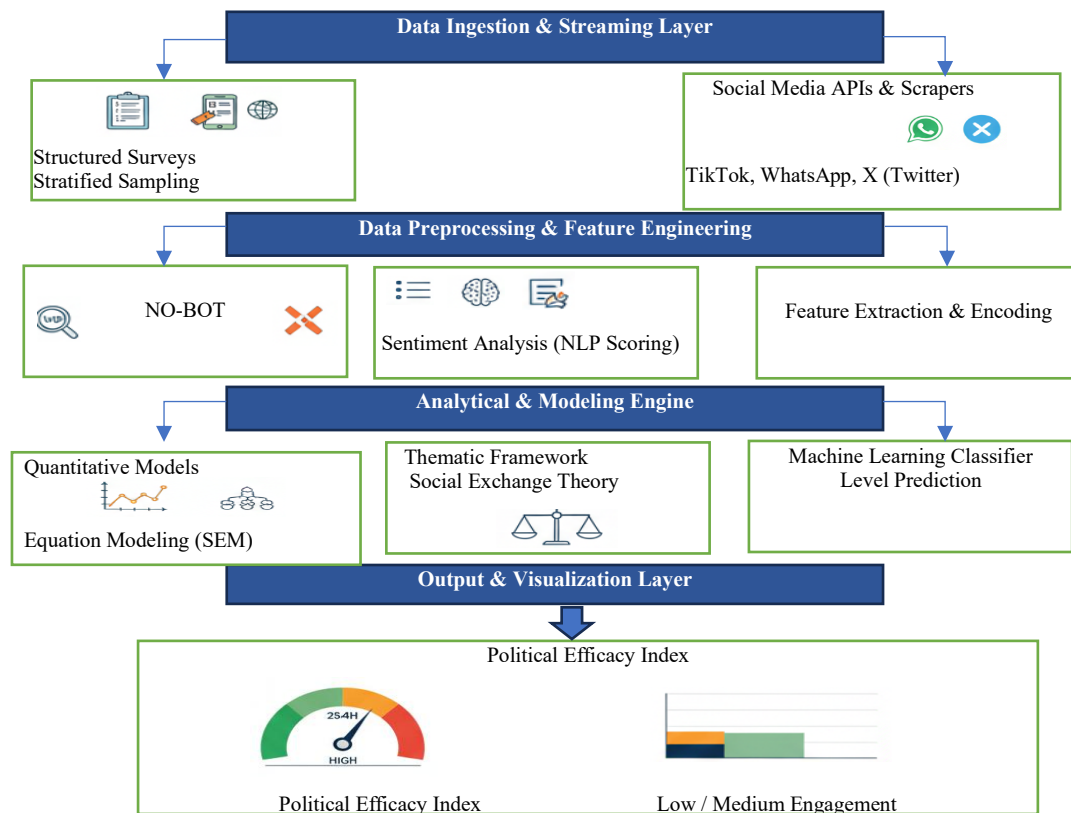 Data Ingestion & Streaming Layer
Structured Surveys
Stratified Sampling
Social Media APIs & Scrapers
TikTok, WhatsApp, X (Twitter)
Data Preprocessing & Feature Engineering
NO-BOT
Sentiment Analysis (NLP Scoring)
Feature Extraction & Encoding
Analytical & Modeling Engine
Quantitative Models
Equation Modeling (SEM)
Thematic Framework
Social Exchange Theory
Machine Learning Classifier
Level Prediction
Output & Visualization Layer
Political Efficacy Index
HIGH
Political Efficacy Index
Low / Medium Engagement